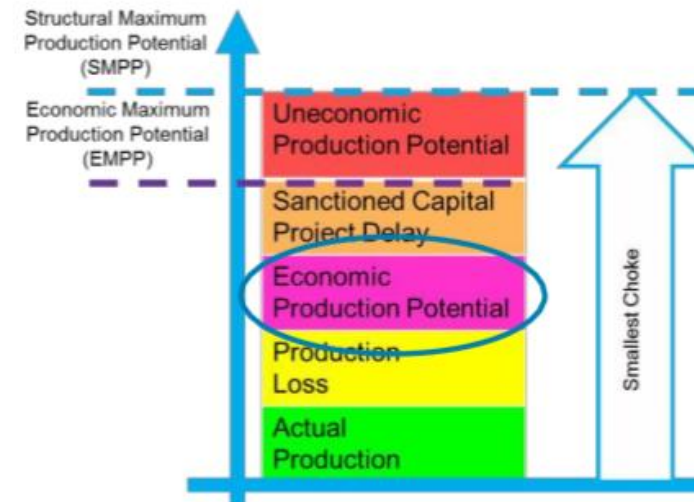 Structural Maximum
Production Potential
(SMPP)
Economic Maximum
Production Potential
(EMPP)
Uneconomic
Production Potential
Sanctioned Capital
Project Delay
Economic
Production Potential
Production
Loss
Actual
Production
Smallest Choke